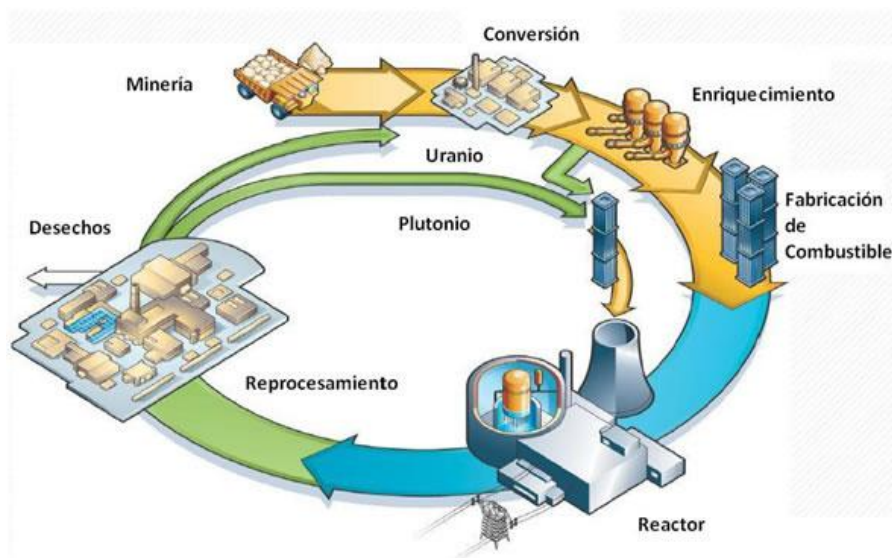 Conversión
Minería
Enriquecimiento
Uranio
Fabricación
de
Combustible
Plutonio
Desechos
Reprocesamiento
Reactor